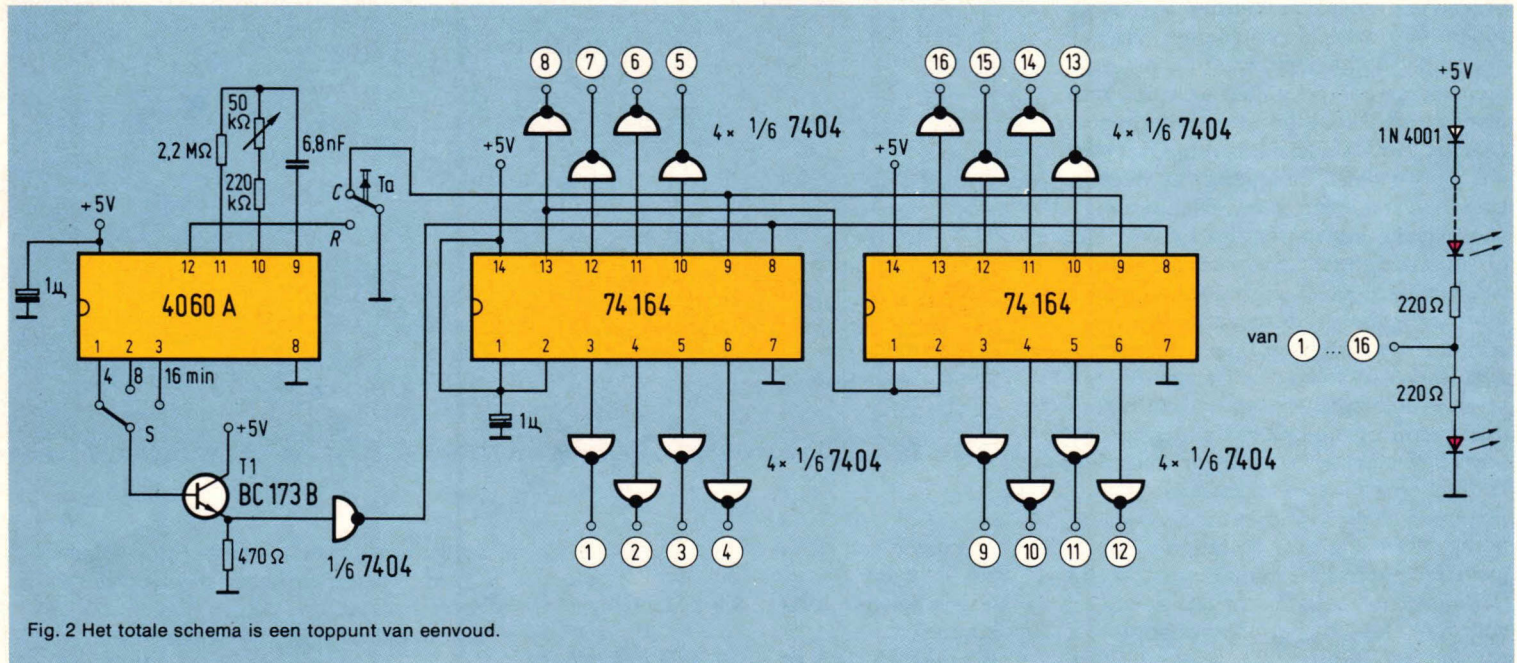 8 7 6 5
16 15 14 13
+5V
50 kΩ
2,2 MΩ
220 kΩ
6,8nF
C
Ta
R
+5V
4 × 1/6 7404
+5V
4 × 1/6 7404
1N 4001
+5V
1µ
12 11 10 9
4060 A
1 2 3 8
4 8 16 min
S
14 13 12 11 10 9 8
74 164
1 2 3 4 5 6 7
14 13 12 11 10 9 8
74 164
1 2 3 4 5 6 7
220Ω
van 1 ... 16
220Ω
1µ
+5V
T1
BC 173 B
470Ω
1/6 7404
4 × 1/6 7404
4 × 1/6 7404
1 2 3 4
9 10 11 12
Fig. 2 Het totale schema is een toppunt van eenvoud.